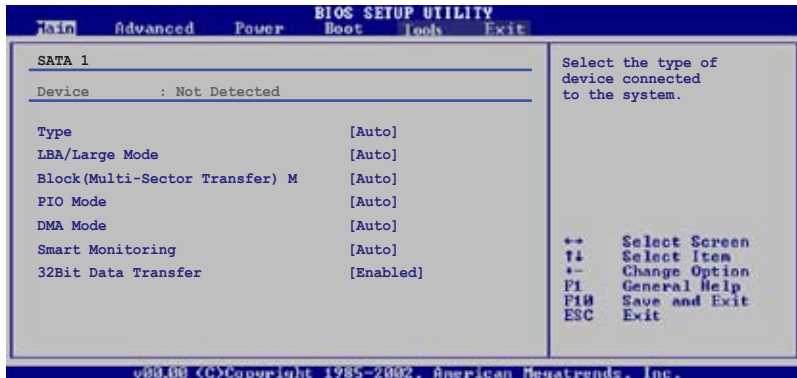 BIOS SETUP UTILITY
Main Advanced Power Boot Tools Exit
SATA 1
Device : Not Detected
Type [Auto]
LBA/Large Mode [Auto]
Block(Multi-Sector Transfer) M [Auto]
PIO Mode [Auto]
DMA Mode [Auto]
Smart Monitoring [Auto]
32Bit Data Transfer [Enabled]
Select the type of
device connected
to the system.
↔ Select Screen
↑↓ Select Item
+- Change Option
F1 General Help
F10 Save and Exit
ESC Exit
v00.00 (C)Copyright 1985-2002, American Megatrends, Inc.